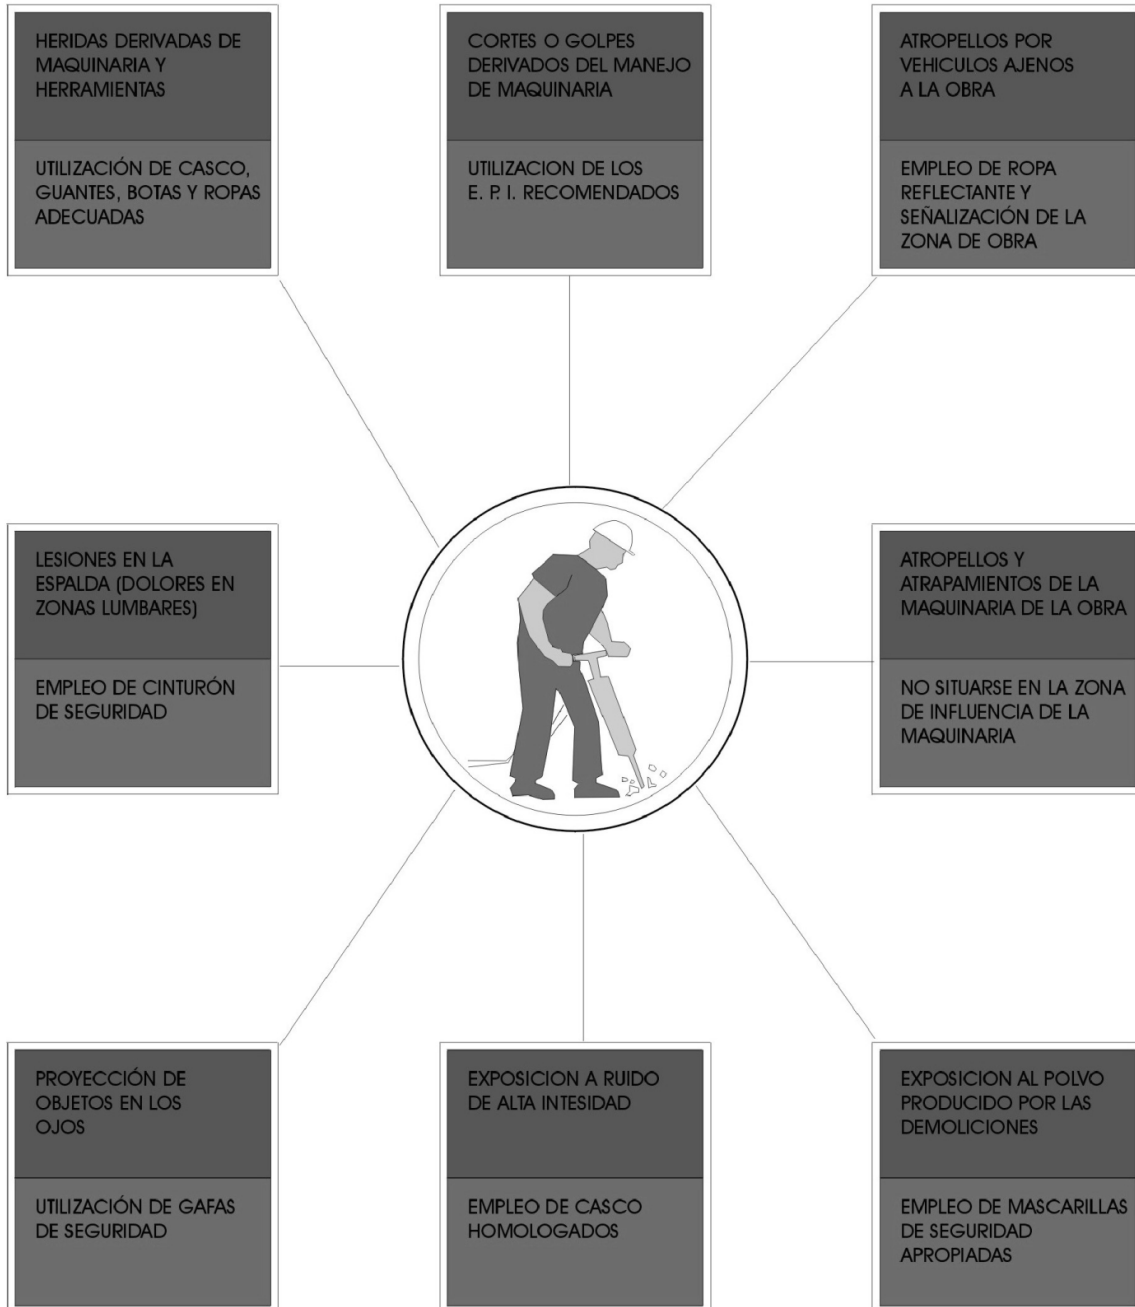 HERIDAS DERIVADAS DE
MAQUINARIA Y
HERRAMIENTAS
UTILIZACIÓN DE CASCO,
GUANTES, BOTAS Y ROPAS
ADECUADAS
CORTES O GOLPES
DERIVADOS DEL MANEJO
DE MAQUINARIA
UTILIZACION DE LOS
E. P. I. RECOMENDADOS
ATROPELLOS POR
VEHICULOS AJENOS
A LA OBRA
EMPLEO DE ROPA
REFLECTANTE Y
SEÑALIZACIÓN DE LA
ZONA DE OBRA
LESIONES EN LA
ESPALDA (DOLORES EN
ZONAS LUMBARES)
EMPLEO DE CINTURÓN
DE SEGURIDAD
ATROPELLOS Y
ATRAPAMIENTOS DE LA
MAQUINARIA DE LA OBRA
NO SITUARSE EN LA ZONA
DE INFLUENCIA DE LA
MAQUINARIA
PROYECCIÓN DE
OBJETOS EN LOS
OJOS
UTILIZACIÓN DE GAFAS
DE SEGURIDAD
EXPOSICION A RUIDO
DE ALTA INTESIDAD
EMPLEO DE CASCO
HOMOLOGADOS
EXPOSICION AL POLVO
PRODUCIDO POR LAS
DEMOLICIONES
EMPLEO DE MASCARILLAS
DE SEGURIDAD
APROPIADAS